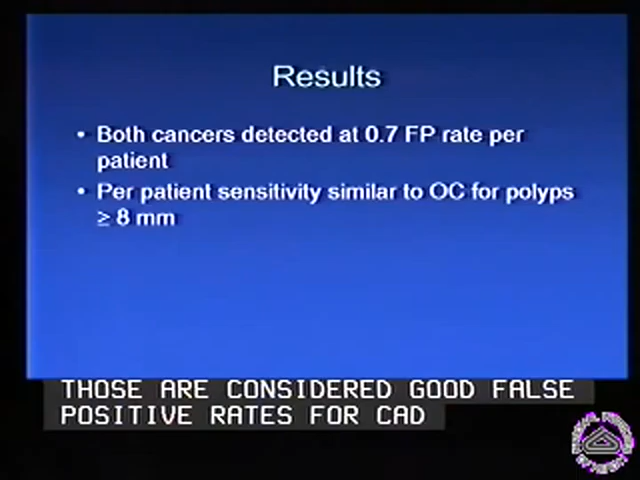 Results
• Both cancers detected at 0.7 FP rate per
patient
• Per patient sensitivity similar to OC for polyps
≥ 8 mm
THOSE ARE CONSIDERED GOOD FALSE
POSITIVE RATES FOR CAD